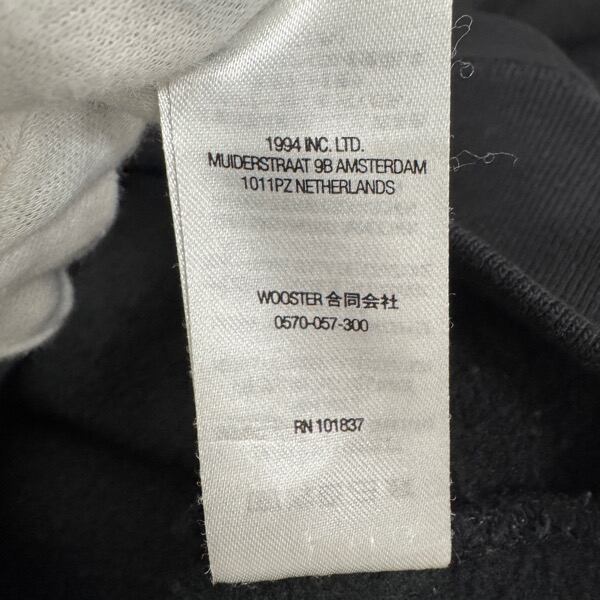 1994 INC. LTD.
MUIDERSTRAAT 9B AMSTERDAM
1011PZ NETHERLANDS
WOOSTER 合同会社
0570-057-300
RN 101837